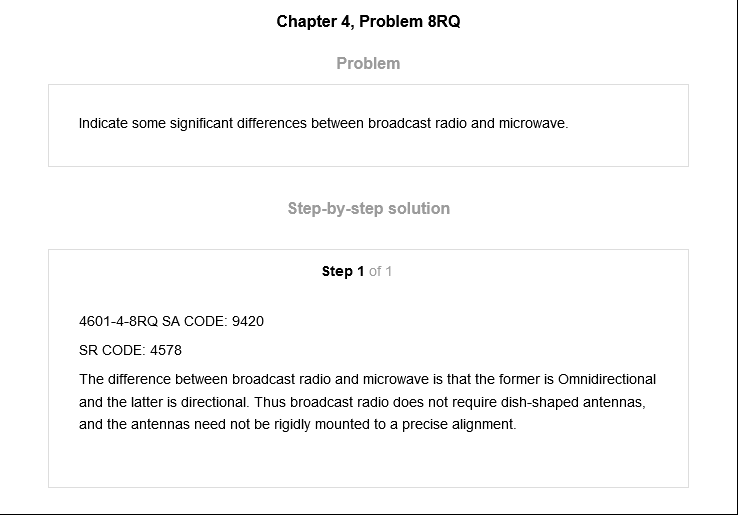 Chapter 4, Problem 8RQ
Problem
Indicate some significant differences between broadcast radio and microwave.
Step-by-step solution
Step 1 of 1
4601-4-8RQ SA CODE: 9420
SR CODE: 4578
The difference between broadcast radio and microwave is that the former is Omnidirectional
and the latter is directional. Thus broadcast radio does not require dish-shaped antennas,
and the antennas need not be rigidly mounted to a precise alignment.